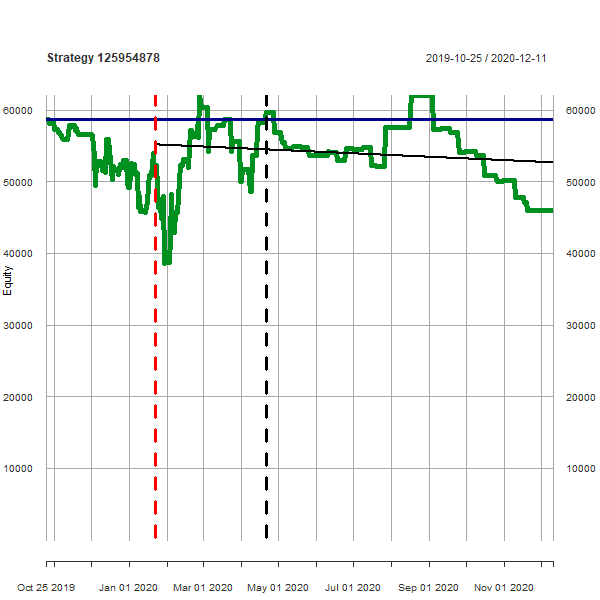 Strategy 125954878
2019-10-25 / 2020-12-11
60000
60000
50000
50000
40000
40000
30000
30000
20000
20000
10000
10000
Equity
Oct 25 2019
Jan 01 2020
Mar 01 2020
May 01 2020
Jul 01 2020
Sep 01 2020
Nov 01 2020